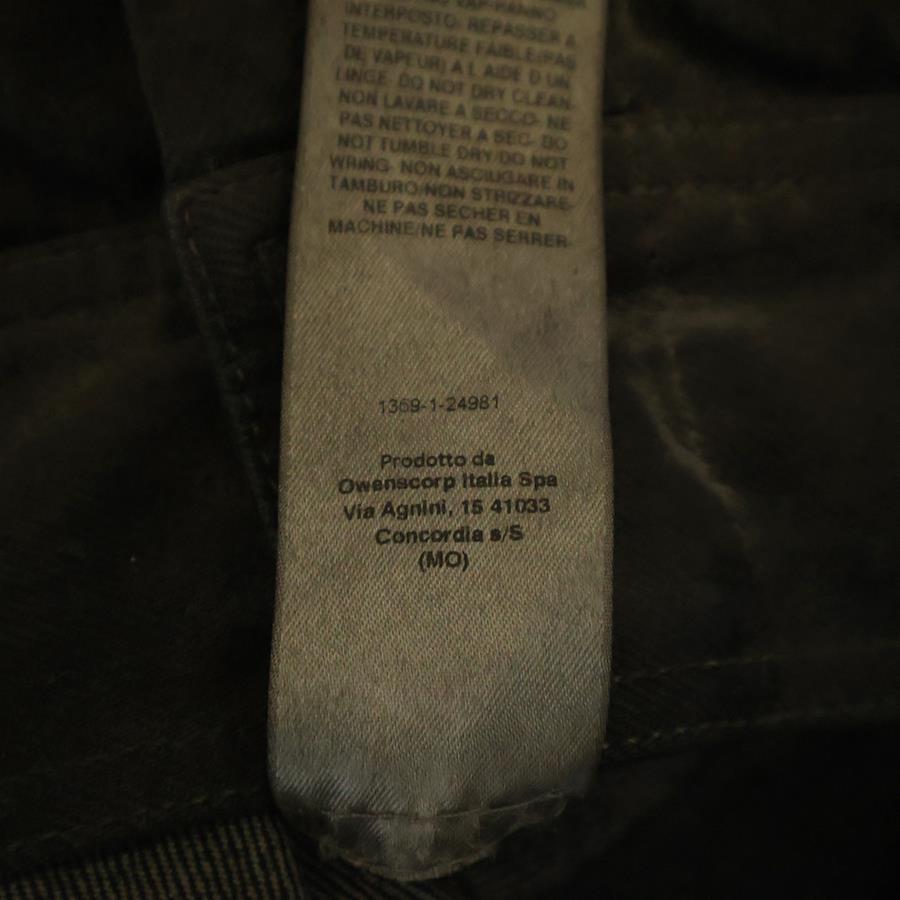 VAP-HANNO
INTERPOSTO- REPASSER A
TEMPERATURE FAIBLE(PAS
DE VAPEUR) A L AIDE D UN
LINGE- DO NOT DRY CLEAN-
NON LAVARE A SECCO- NE
PAS NETTOYER A SEC- DO
NOT TUMBLE DRY/DO NOT
WRING- NON ASCIUGARE IN
TAMBURO/NON STRIZZARE-
NE PAS SECHER EN
MACHINE/NE PAS SERRER-
1369-1-24981
Prodotto da
Owenscorp Italia Spa
Via Agnini, 15 41033
Concordia s/S
(MO)